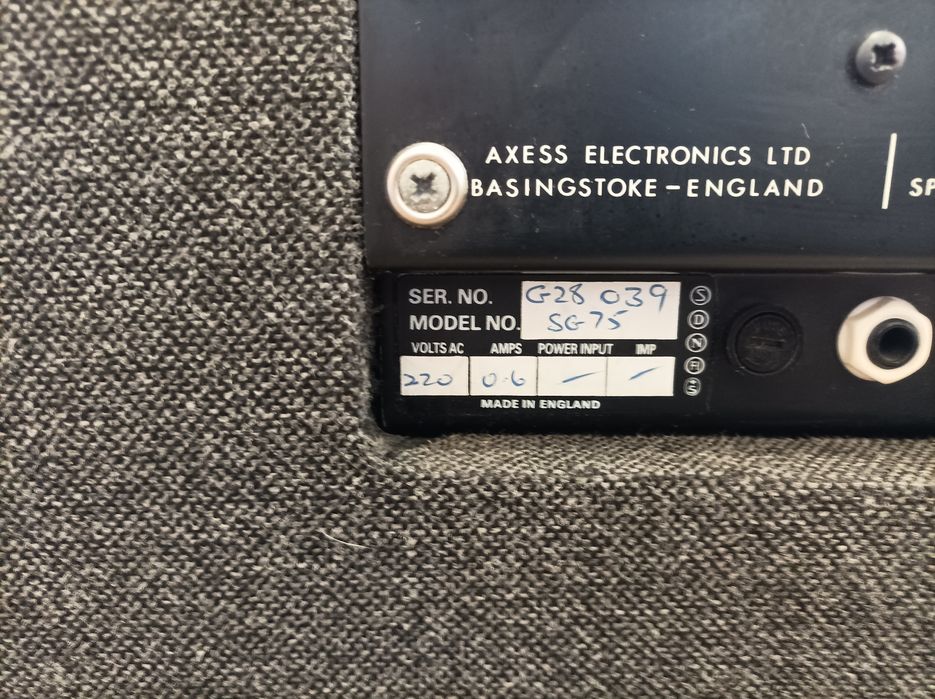 AXESS ELECTRONICS LTD
BASINGSTOKE - ENGLAND
SP
SER. NO. G28 039
MODEL NO. SG75
VOLTS AC AMPS POWER INPUT IMP
220 0.6 — —
MADE IN ENGLAND
S
D
N